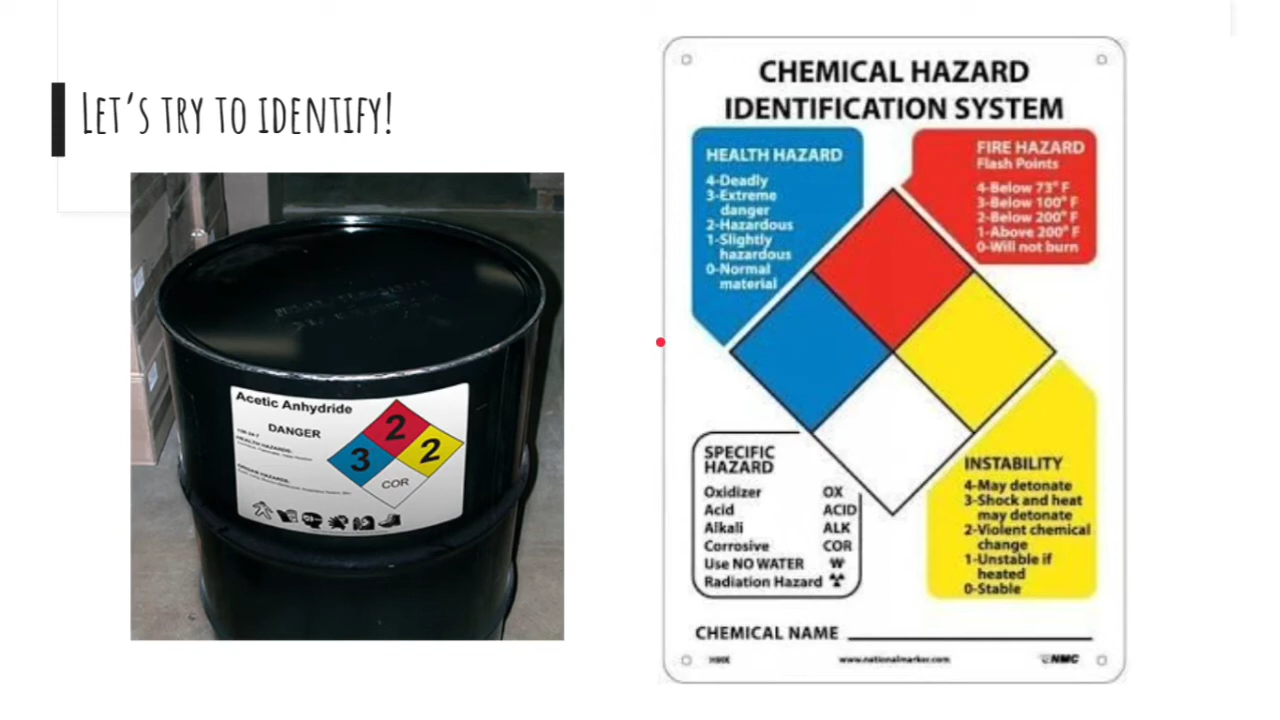 LET'S TRY TO IDENTIFY!
Acetic Anhydride
DANGER
HEALTH HAZARDS:
2
3
2
COR
CHEMICAL HAZARD
IDENTIFICATION SYSTEM
HEALTH HAZARD
4-Deadly
3-Extreme
danger
2-Hazardous
1-Slightly
hazardous
0-Normal
material
FIRE HAZARD
Flash Points
4-Below 73° F
3-Below 100° F
2-Below 200° F
1-Above 200° F
0-Will not burn
SPECIFIC
HAZARD
Oxidizer OX
Acid ACID
Alkali ALK
Corrosive COR
Use NO WATER W
Radiation Hazard
INSTABILITY
4-May detonate
3-Shock and heat
may detonate
2-Violent chemical
change
1-Unstable if
heated
0-Stable
CHEMICAL NAME
www.nationalmarker.com
NMC